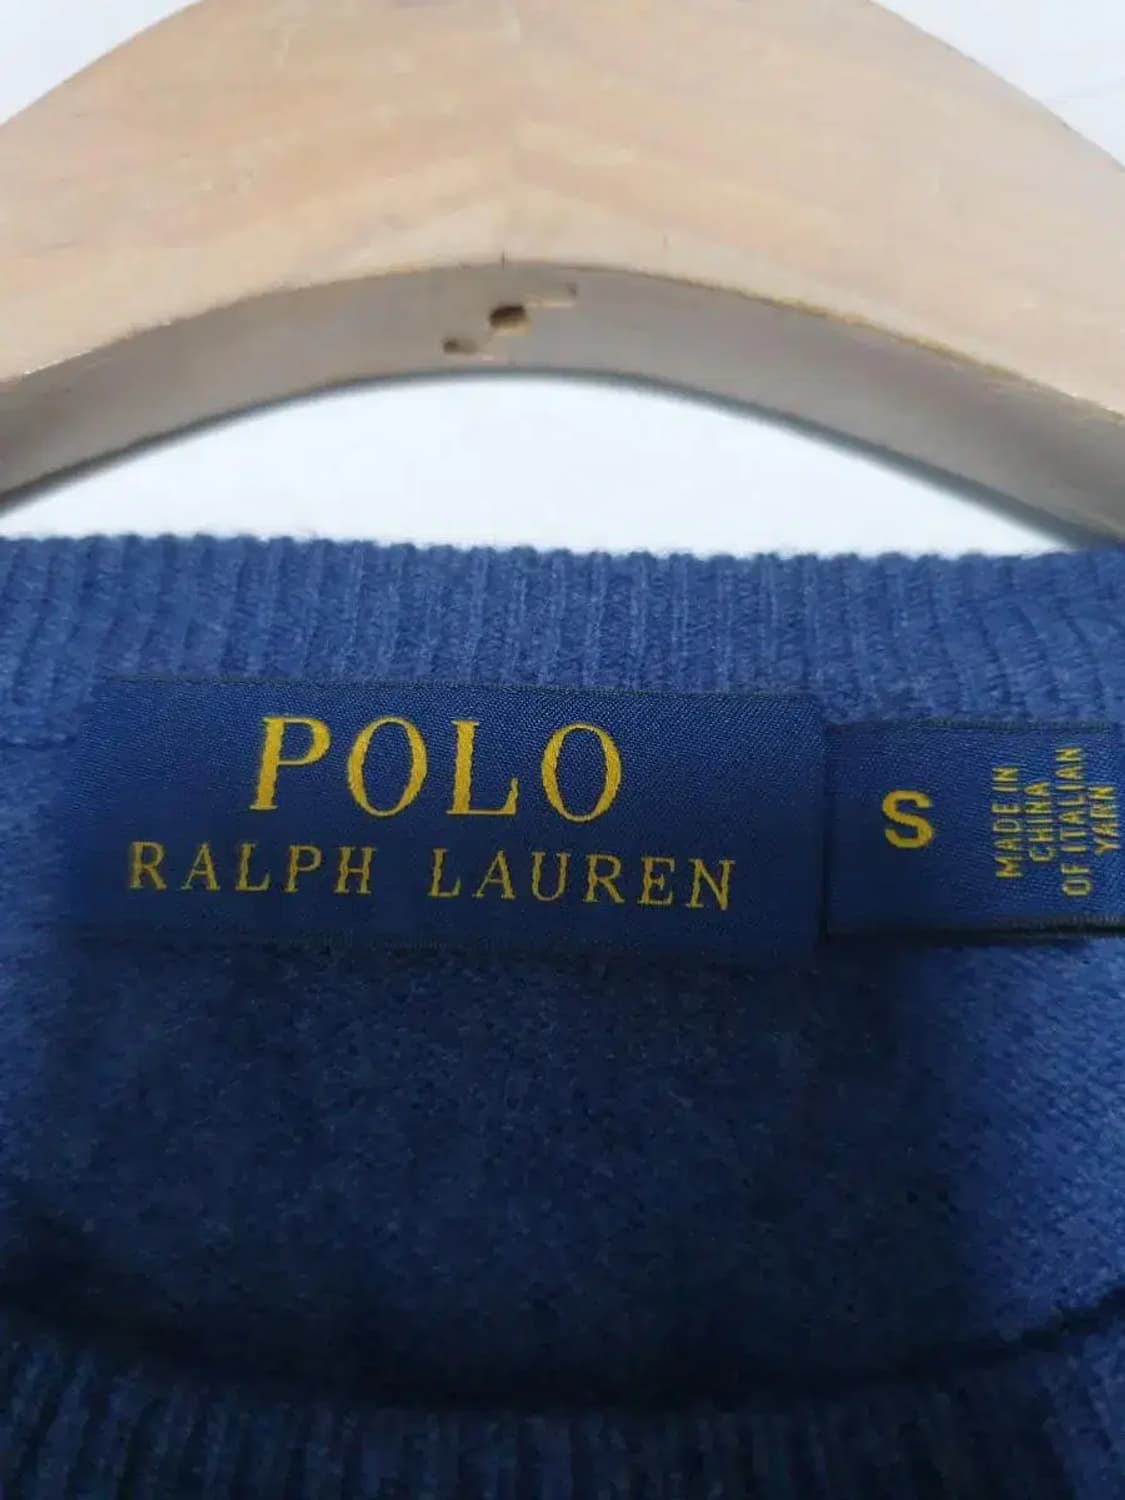 POLO
RALPH LAUREN
S
MADE IN
CHINA
OF ITALIAN
YARN